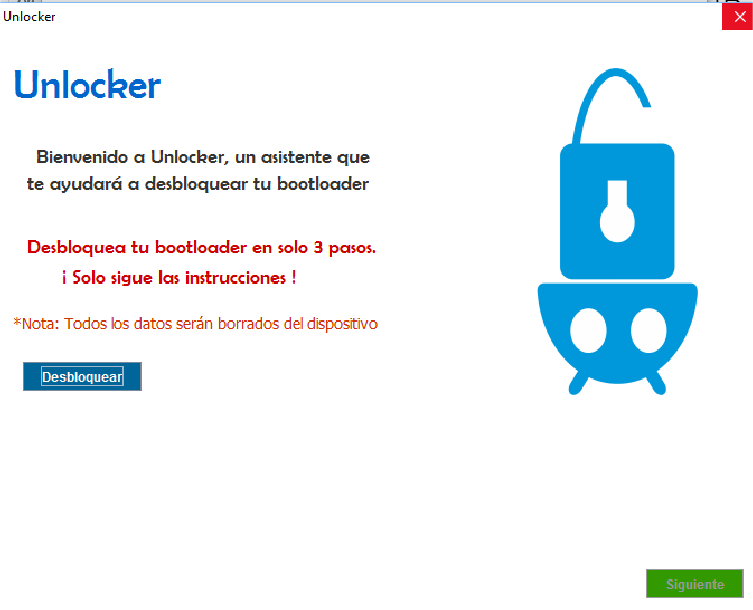 Unlocker
Unlocker
Bienvenido a Unlocker, un asistente que
te ayudará a desbloquear tu bootloader
Desbloquea tu bootloader en solo 3 pasos.
¡ Solo sigue las instrucciones !
*Nota: Todos los datos serán borrados del dispositivo
Desbloquear
Siguiente